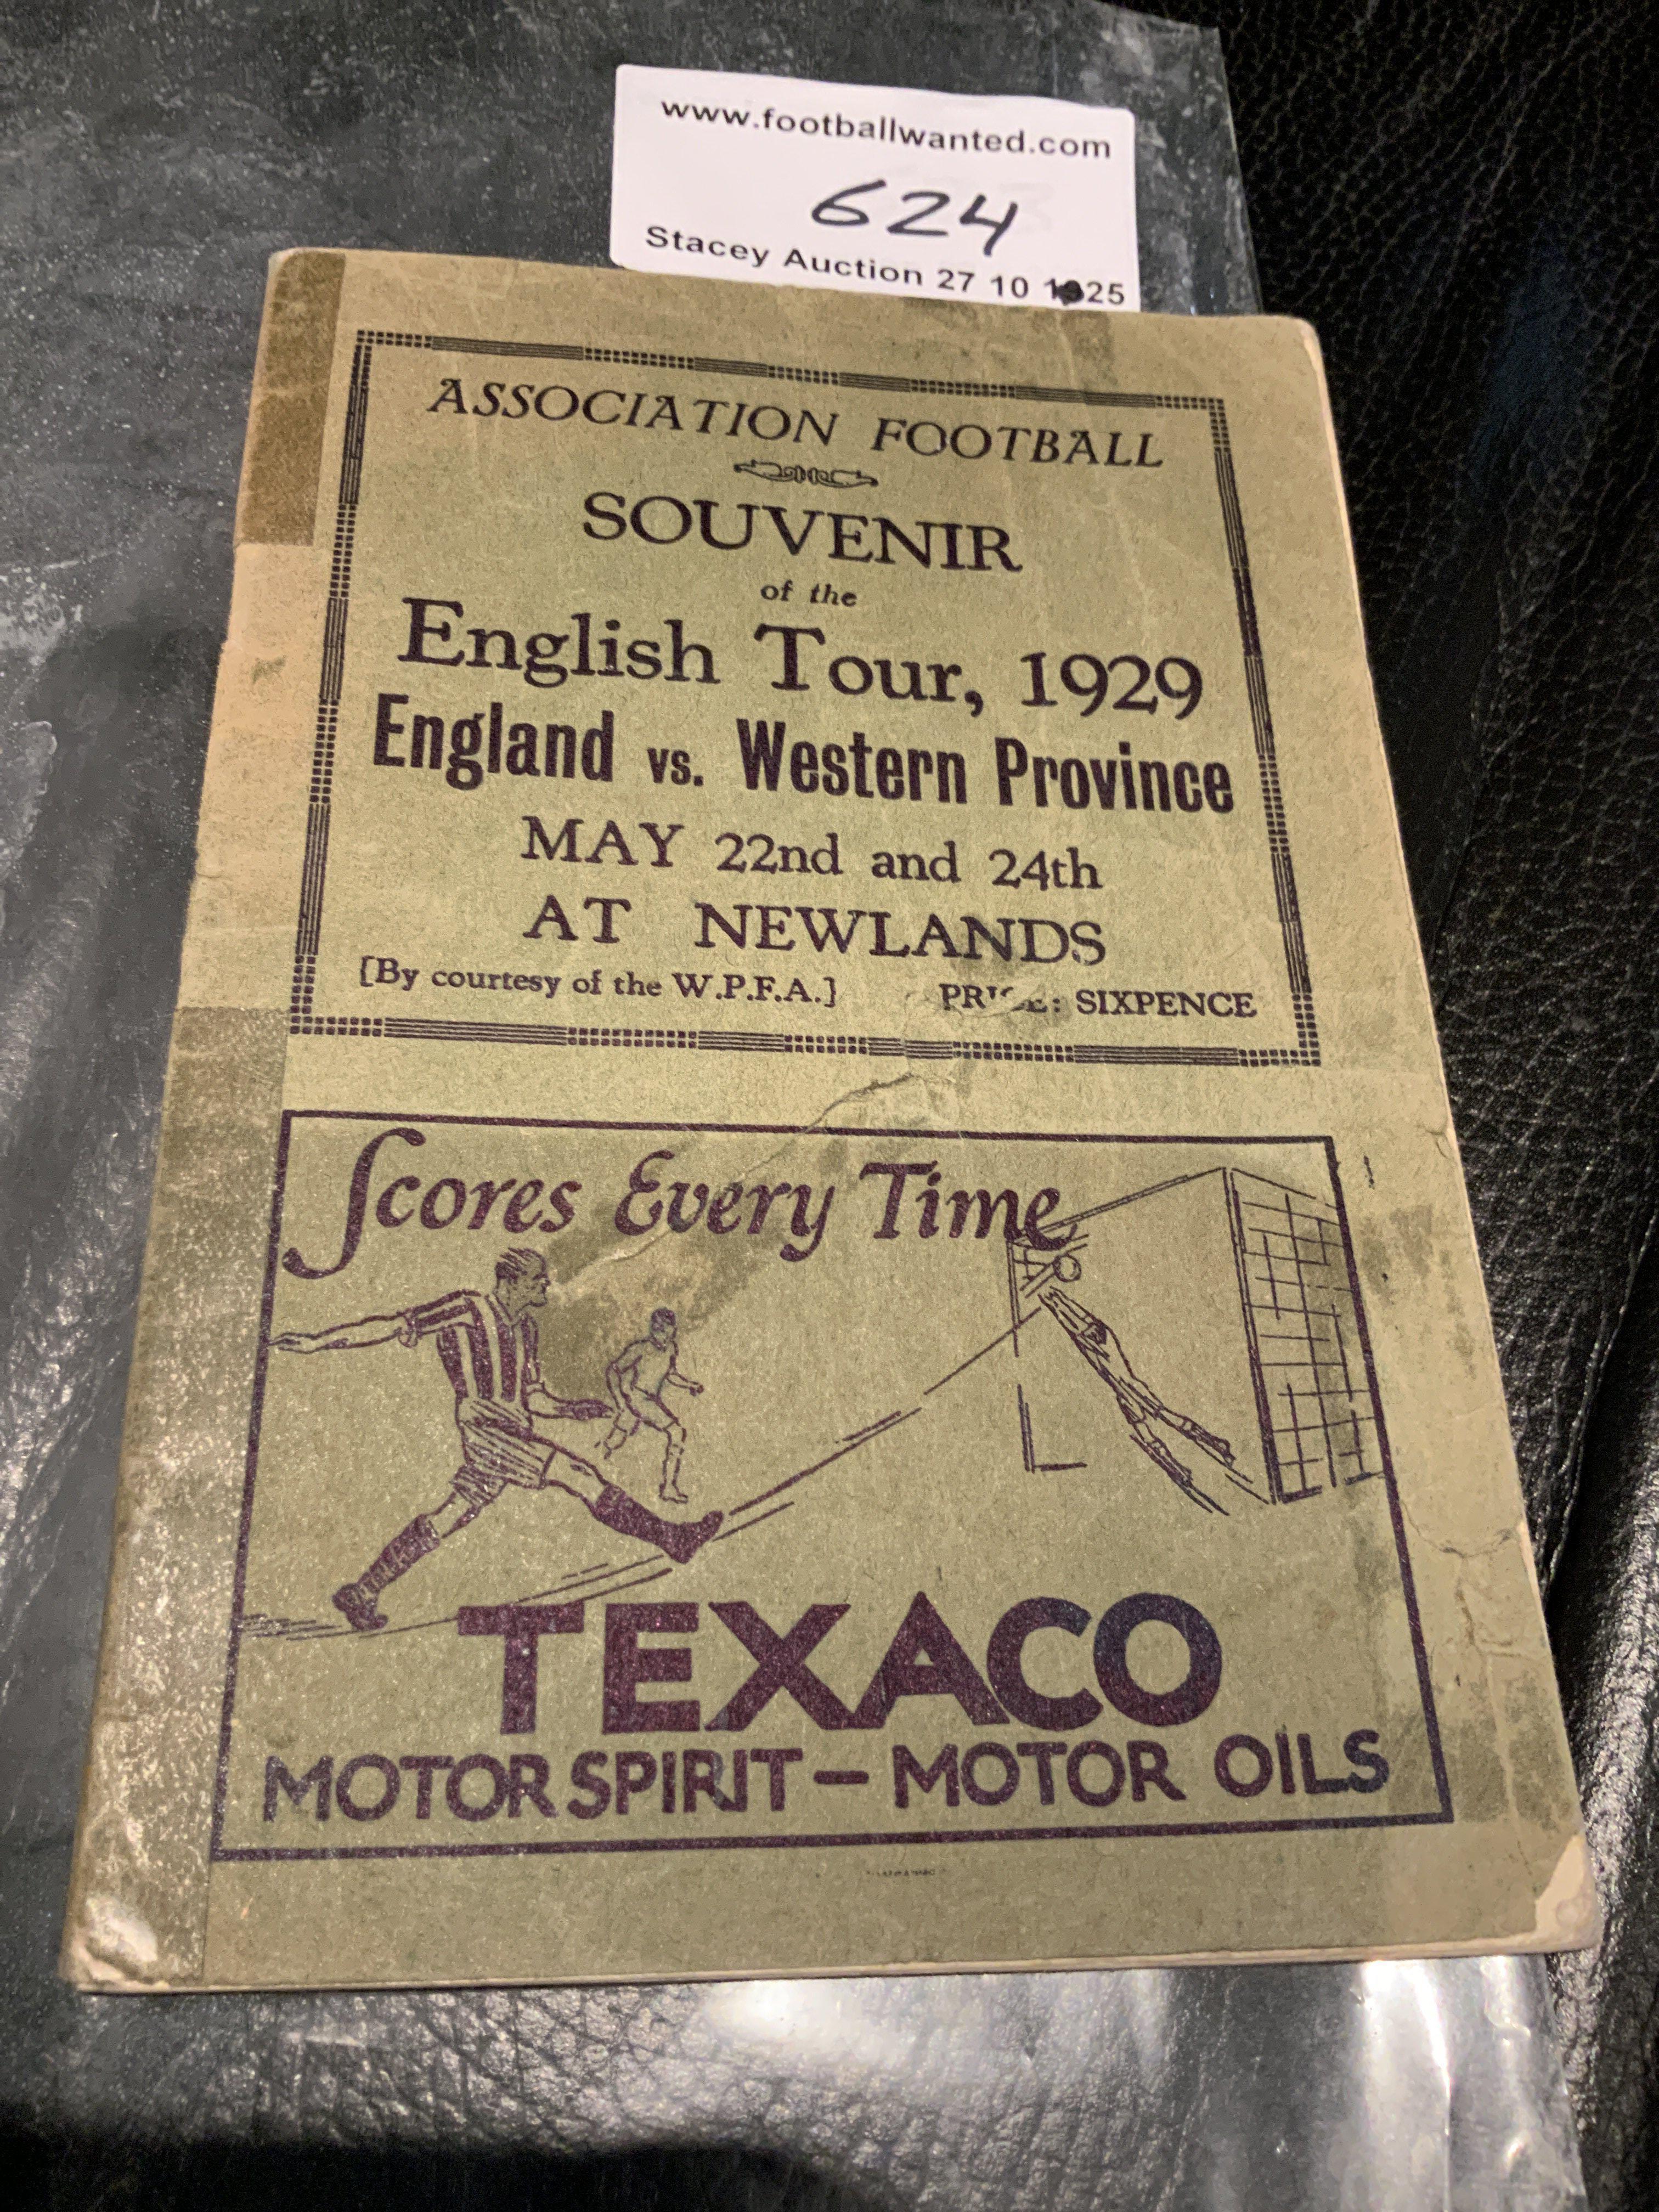 www.footballwanted.com
624
Stacey Auction 27 10 1925
ASSOCIATION FOOTBALL
SOUVENIR
of the
English Tour, 1929
England vs. Western Province
MAY 22nd and 24th
AT NEWLANDS
[By courtesy of the W.P.F.A.] PRICE: SIXPENCE
Scores Every Time
TEXACO
MOTOR SPIRIT – MOTOR OILS